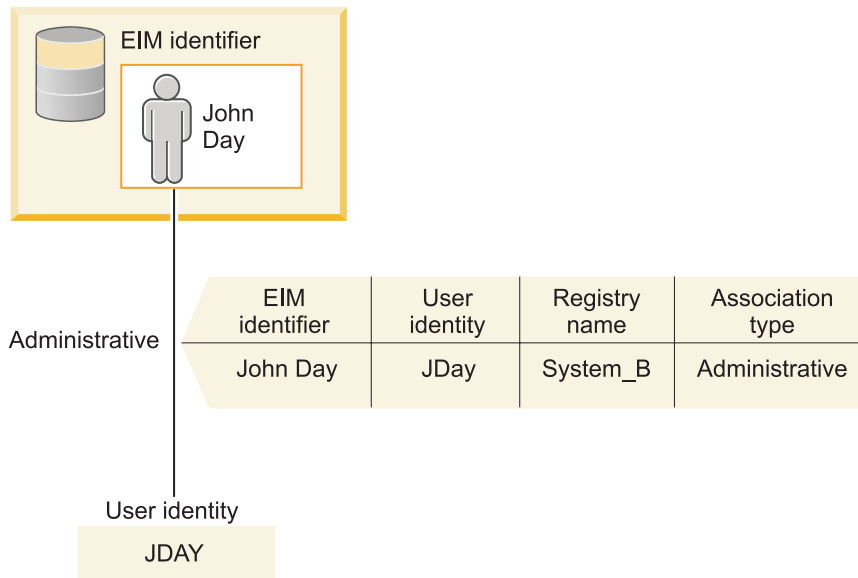 EIM identifier
John
Day
Administrative
EIM identifier
User identity
Registry name
Association type
John Day
JDay
System_B
Administrative
User identity
JDAY